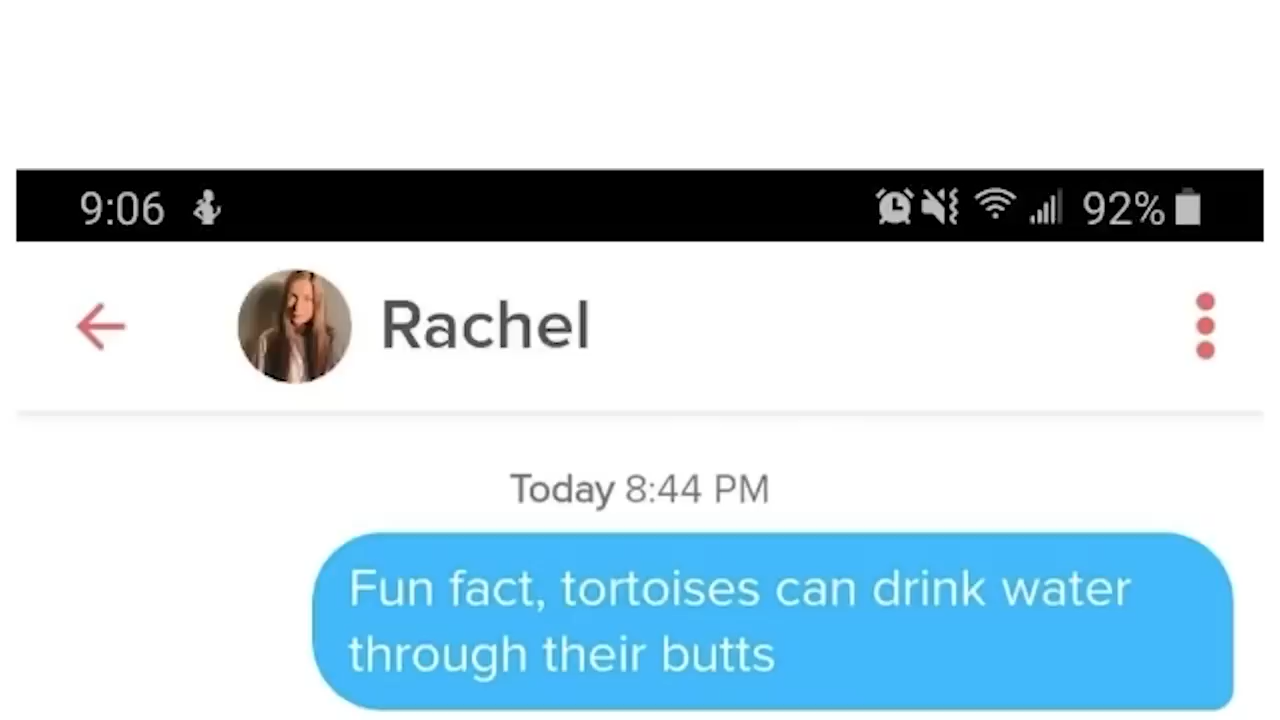 9:06 92%
Rachel
Today 8:44 PM
Fun fact, tortoises can drink water
through their butts